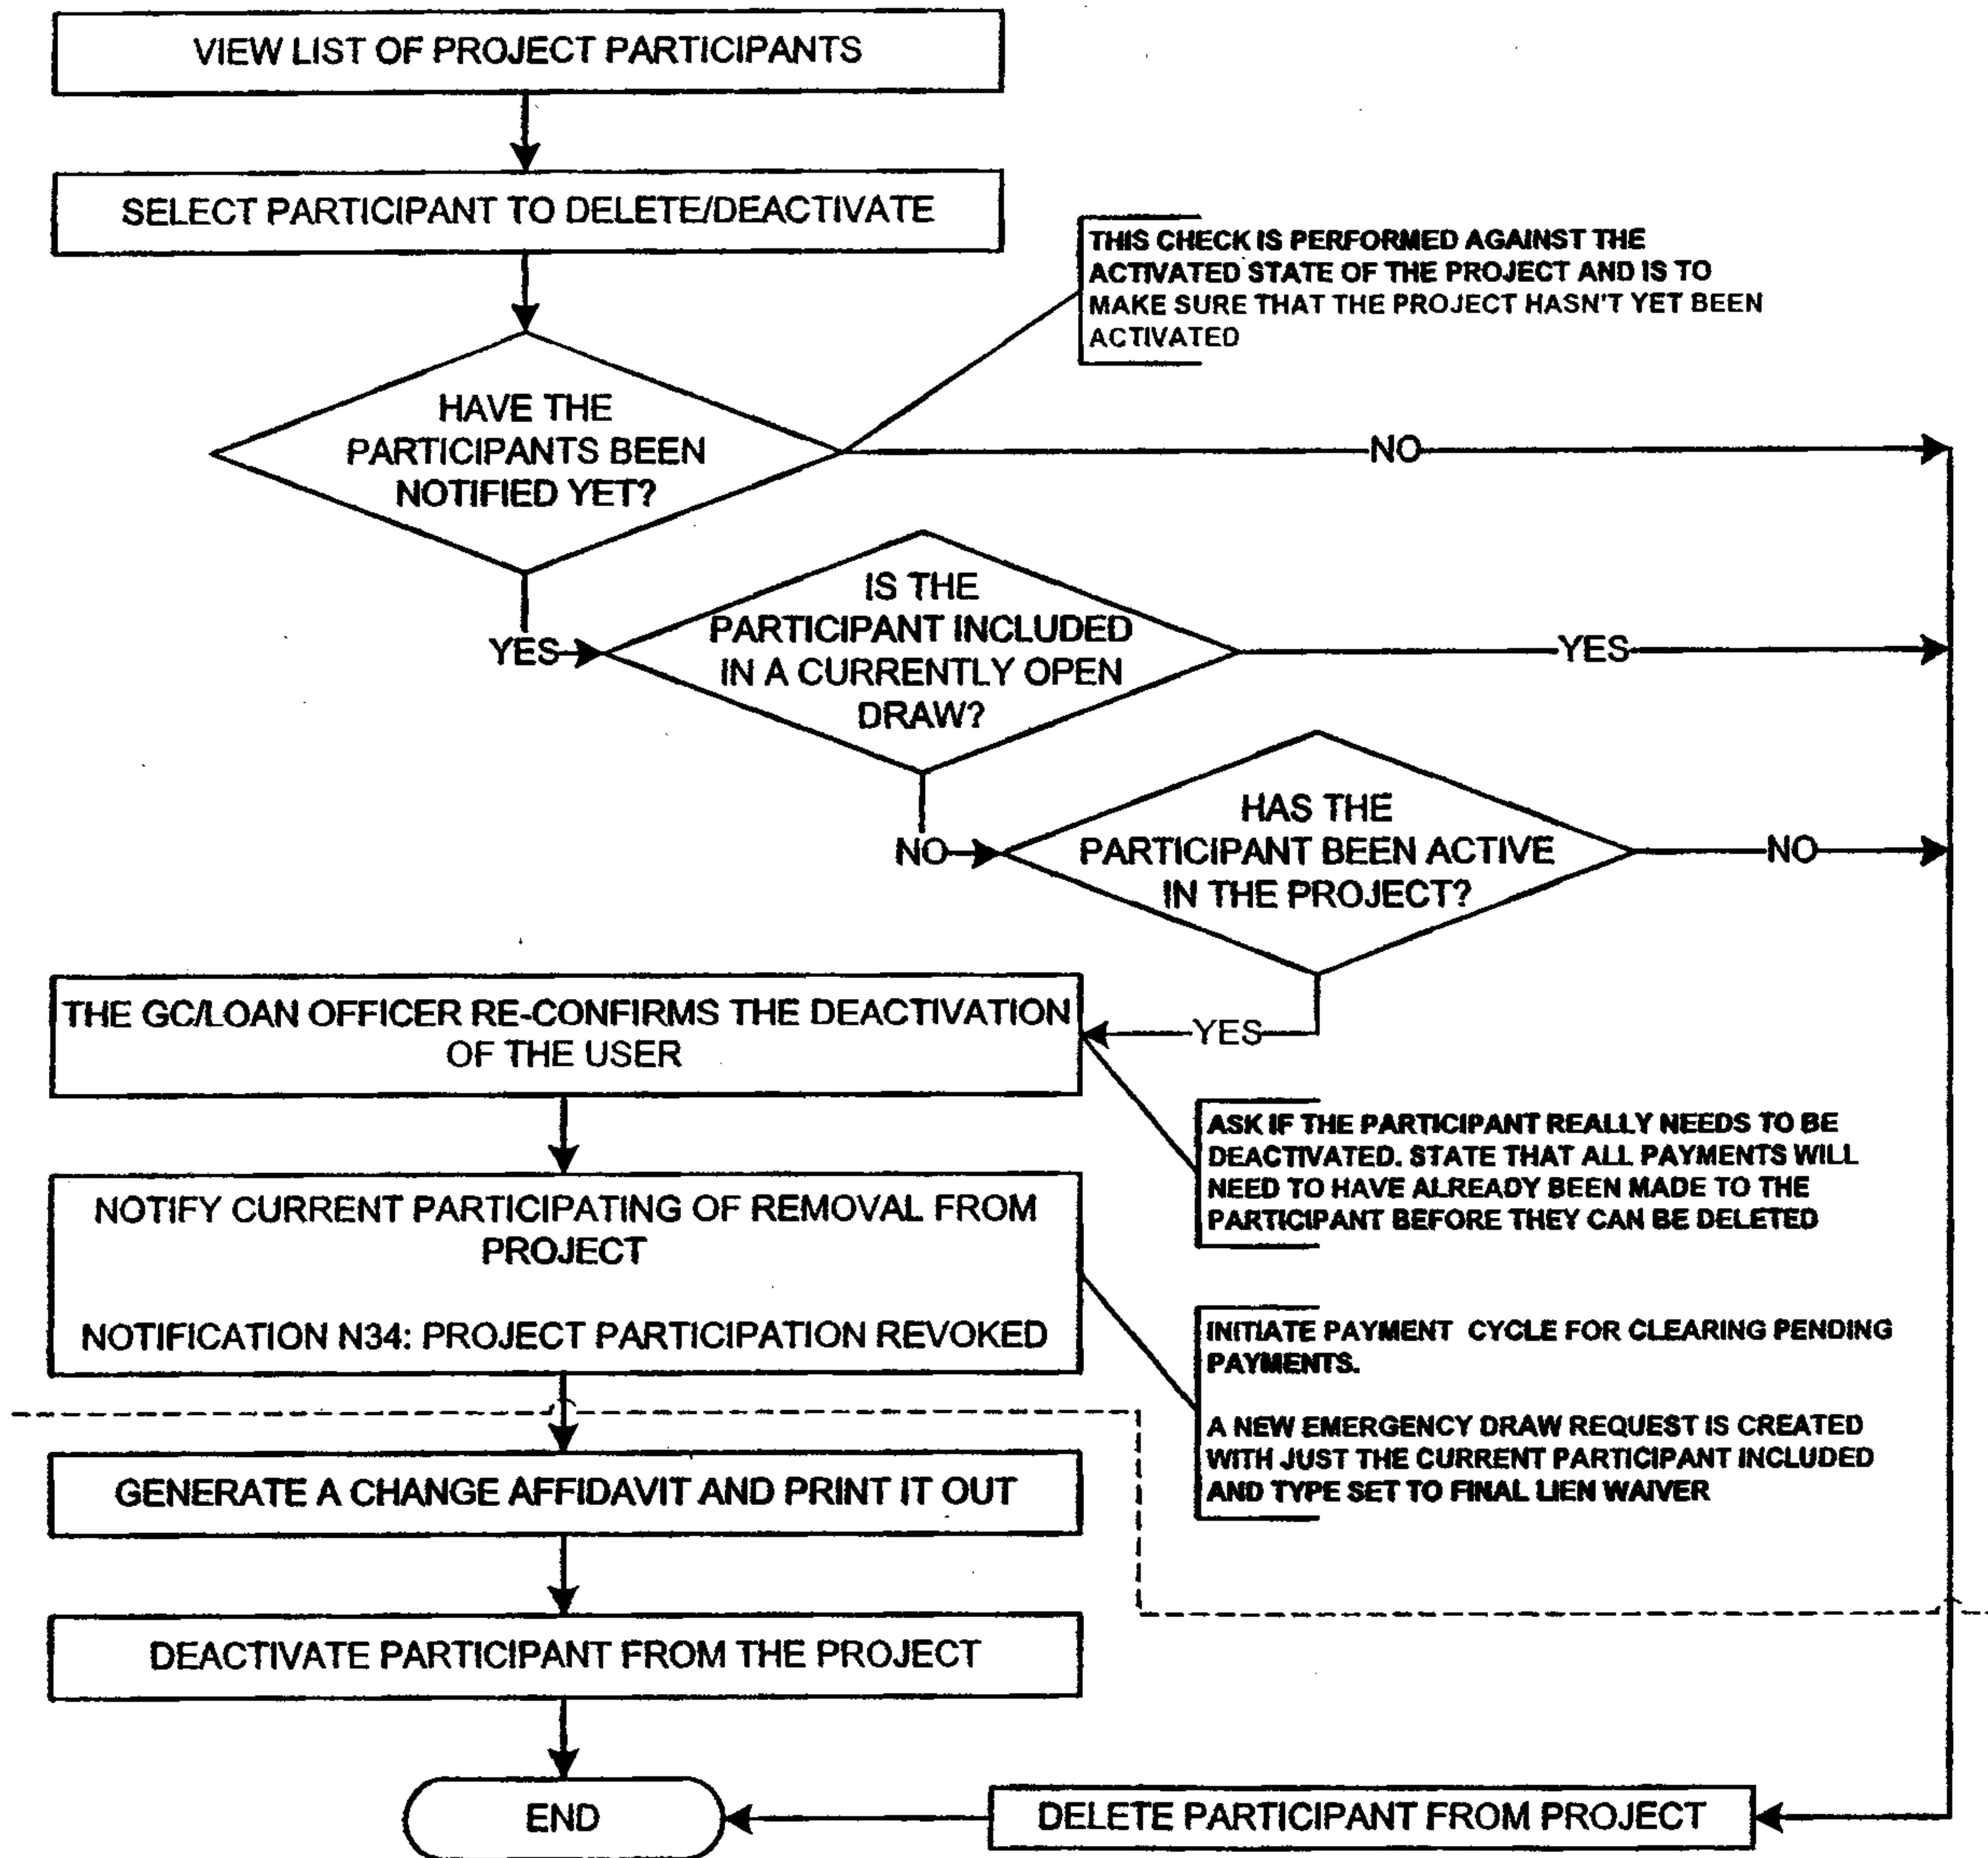 VIEW LIST OF PROJECT PARTICIPANTS
SELECT PARTICIPANT TO DELETE/DEACTIVATE
THIS CHECK IS PERFORMED AGAINST THE
ACTIVATED STATE OF THE PROJECT AND IS TO
MAKE SURE THAT THE PROJECT HASN'T YET BEEN
ACTIVATED
HAVE THE
PARTICIPANTS BEEN
NOTIFIED YET?
NO
YES
IS THE
PARTICIPANT INCLUDED
IN A CURRENTLY OPEN
DRAW?
YES
NO
HAS THE
PARTICIPANT BEEN ACTIVE
IN THE PROJECT?
NO
YES
THE GC/LOAN OFFICER RE-CONFIRMS THE DEACTIVATION
OF THE USER
ASK IF THE PARTICIPANT REALLY NEEDS TO BE
DEACTIVATED. STATE THAT ALL PAYMENTS WILL
NEED TO HAVE ALREADY BEEN MADE TO THE
PARTICIPANT BEFORE THEY CAN BE DELETED
NOTIFY CURRENT PARTICIPATING OF REMOVAL FROM
PROJECT
NOTIFICATION N34: PROJECT PARTICIPATION REVOKED
INITIATE PAYMENT CYCLE FOR CLEARING PENDING
PAYMENTS.
A NEW EMERGENCY DRAW REQUEST IS CREATED
WITH JUST THE CURRENT PARTICIPANT INCLUDED
AND TYPE SET TO FINAL LIEN WAIVER
GENERATE A CHANGE AFFIDAVIT AND PRINT IT OUT
DEACTIVATE PARTICIPANT FROM THE PROJECT
END
DELETE PARTICIPANT FROM PROJECT